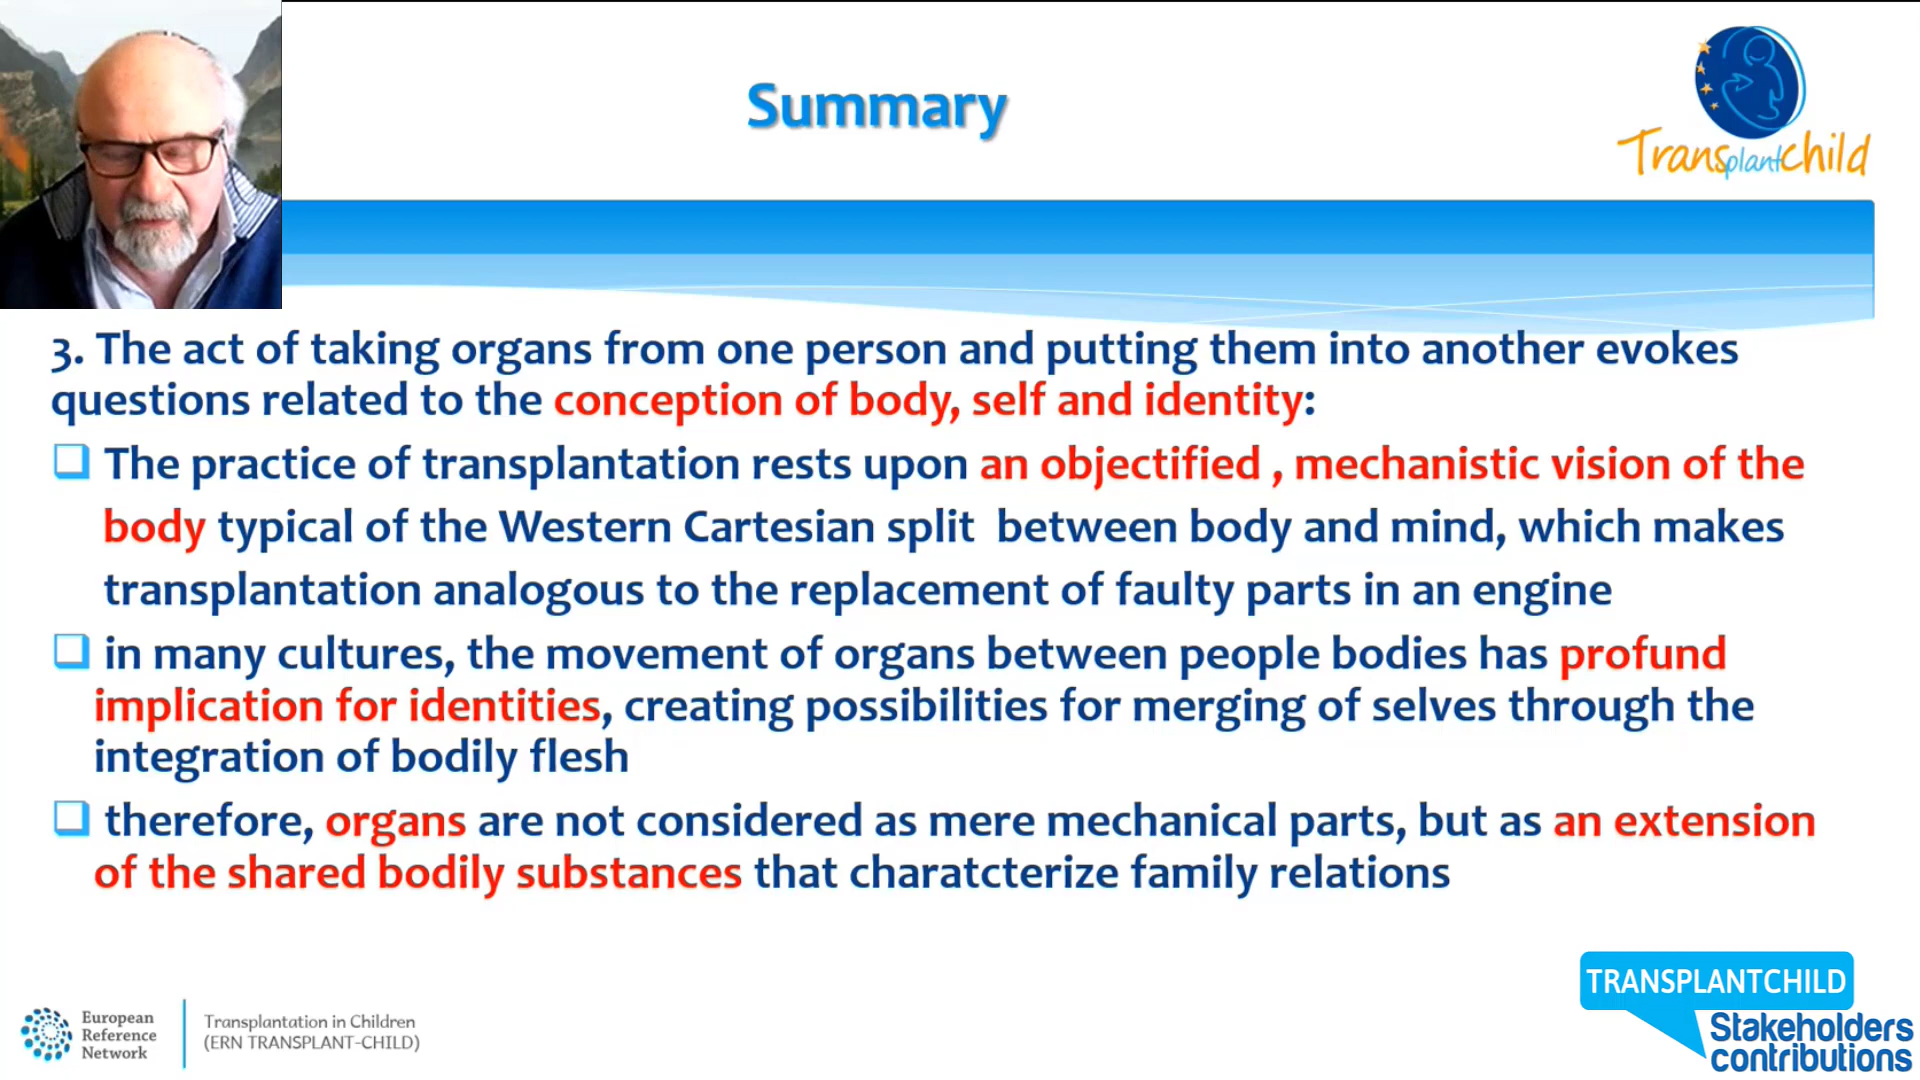 Summary
Transplantchild
3. The act of taking organs from one person and putting them into another evokes
questions related to the conception of body, self and identity:
The practice of transplantation rests upon an objectified , mechanistic vision of the
body typical of the Western Cartesian split between body and mind, which makes
transplantation analogous to the replacement of faulty parts in an engine
in many cultures, the movement of organs between people bodies has profund
implication for identities, creating possibilities for merging of selves through the
integration of bodily flesh
therefore, organs are not considered as mere mechanical parts, but as an extension
of the shared bodily substances that charatcterize family relations
European
Reference
Network
Transplantation in Children
(ERN TRANSPLANT-CHILD)
TRANSPLANTCHILD
Stakeholders
contributions